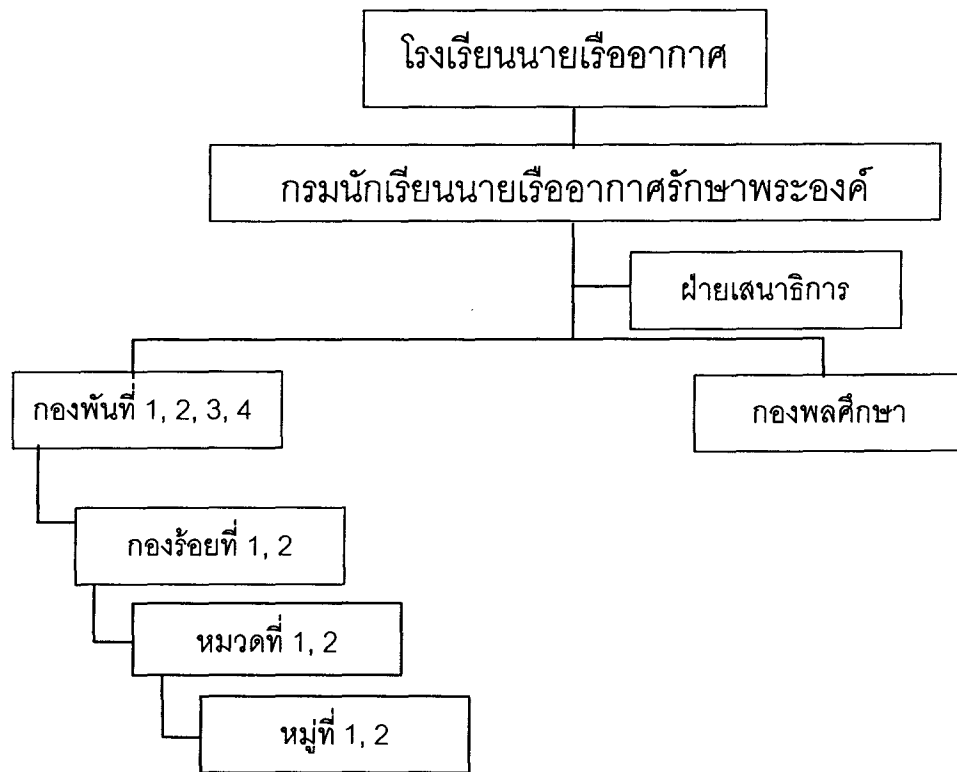 โรงเรียนนายเรืออากาศ
กรมนักเรียนนายเรืออากาศรักษาพระองค์
ฝ่ายเสนาธิการ
กองพันที่ 1, 2, 3, 4
กองพลศึกษา
กองร้อยที่ 1, 2
หมวดที่ 1, 2
หมู่ที่ 1, 2